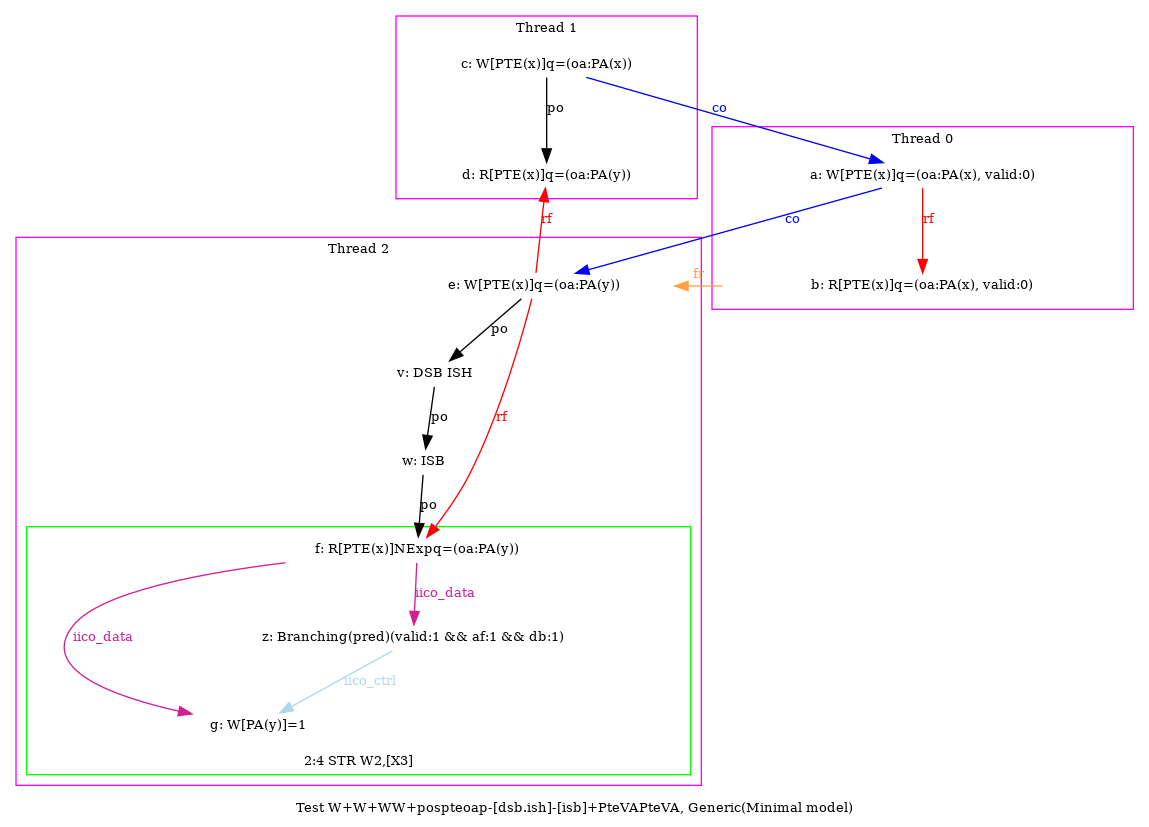 Thread 1
c: W[PTE(x)]q=(oa:PA(x))
po
co
Thread 0
d: R[PTE(x)]q=(oa:PA(y))
a: W[PTE(x)]q=(oa:PA(x), valid:0)
rf
co
rf
Thread 2
fr
e: W[PTE(x)]q=(oa:PA(y))
b: R[PTE(x)]q=(oa:PA(x), valid:0)
po
v: DSB ISH
po
rf
w: ISB
po
f: R[PTE(x)]NExpq=(oa:PA(y))
iico_data
iico_data
z: Branching(pred)(valid:1 && af:1 && db:1)
iico_ctrl
g: W[PA(y)]=1
2:4 STR W2,[X3]
Test W+W+WW+pospteoap-[dsb.ish]-[isb]+PteVAPteVA, Generic(Minimal model)